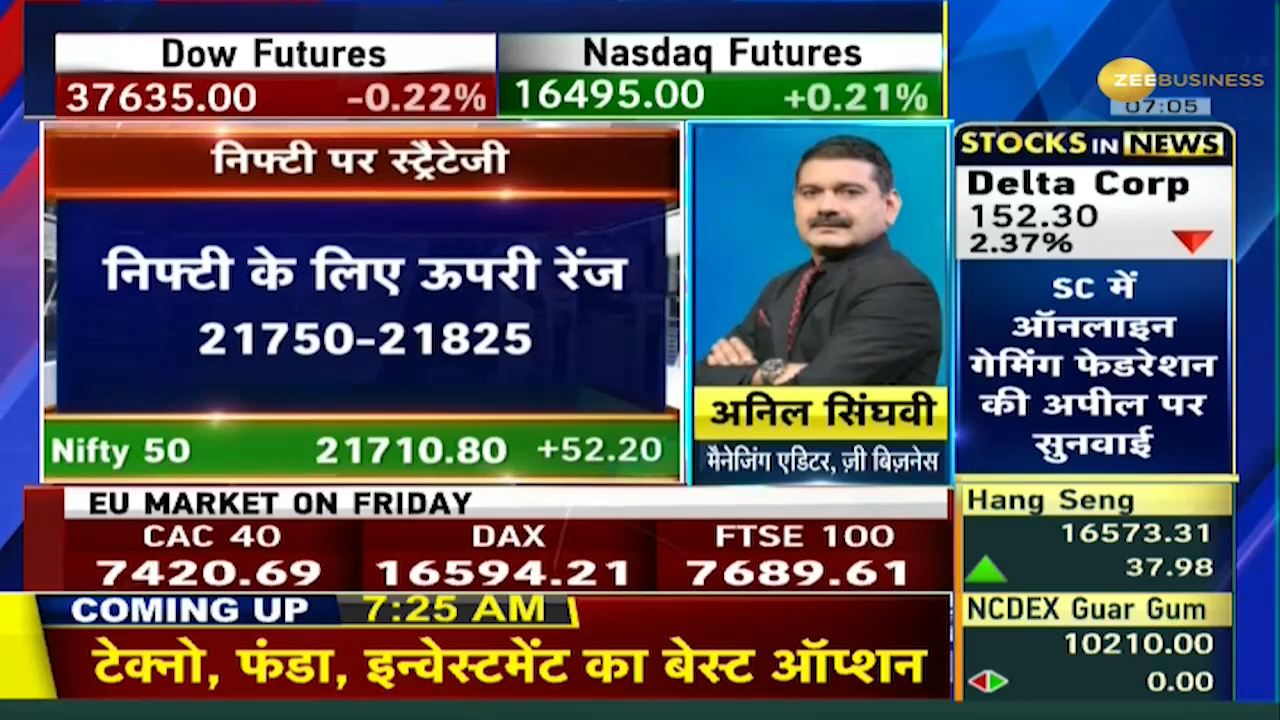 Dow Futures
37635.00 -0.22%
Nasdaq Futures
16495.00 +0.21%
ZEEBUSINESS
07:05
निफ्टी पर स्ट्रैटेजी
निफ्टी के लिए ऊपरी रेंज
21750-21825
Nifty 50 21710.80 +52.20
अनिल सिंघवी
मैनेजिंग एडिटर, ज़ी बिज़नेस
STOCKS IN NEWS
Delta Corp
152.30
2.37%
SC में
ऑनलाइन
गेमिंग फेडरेशन
की अपील पर
सुनवाई
EU MARKET ON FRIDAY
CAC 40 DAX FTSE 100
7420.69 16594.21 7689.61
Hang Seng
16573.31
37.98
NCDEX Guar Gum
10210.00
0.00
COMING UP 7:25 AM
टेक्नो, फंडा, इन्वेस्टमेंट का बेस्ट ऑप्शन